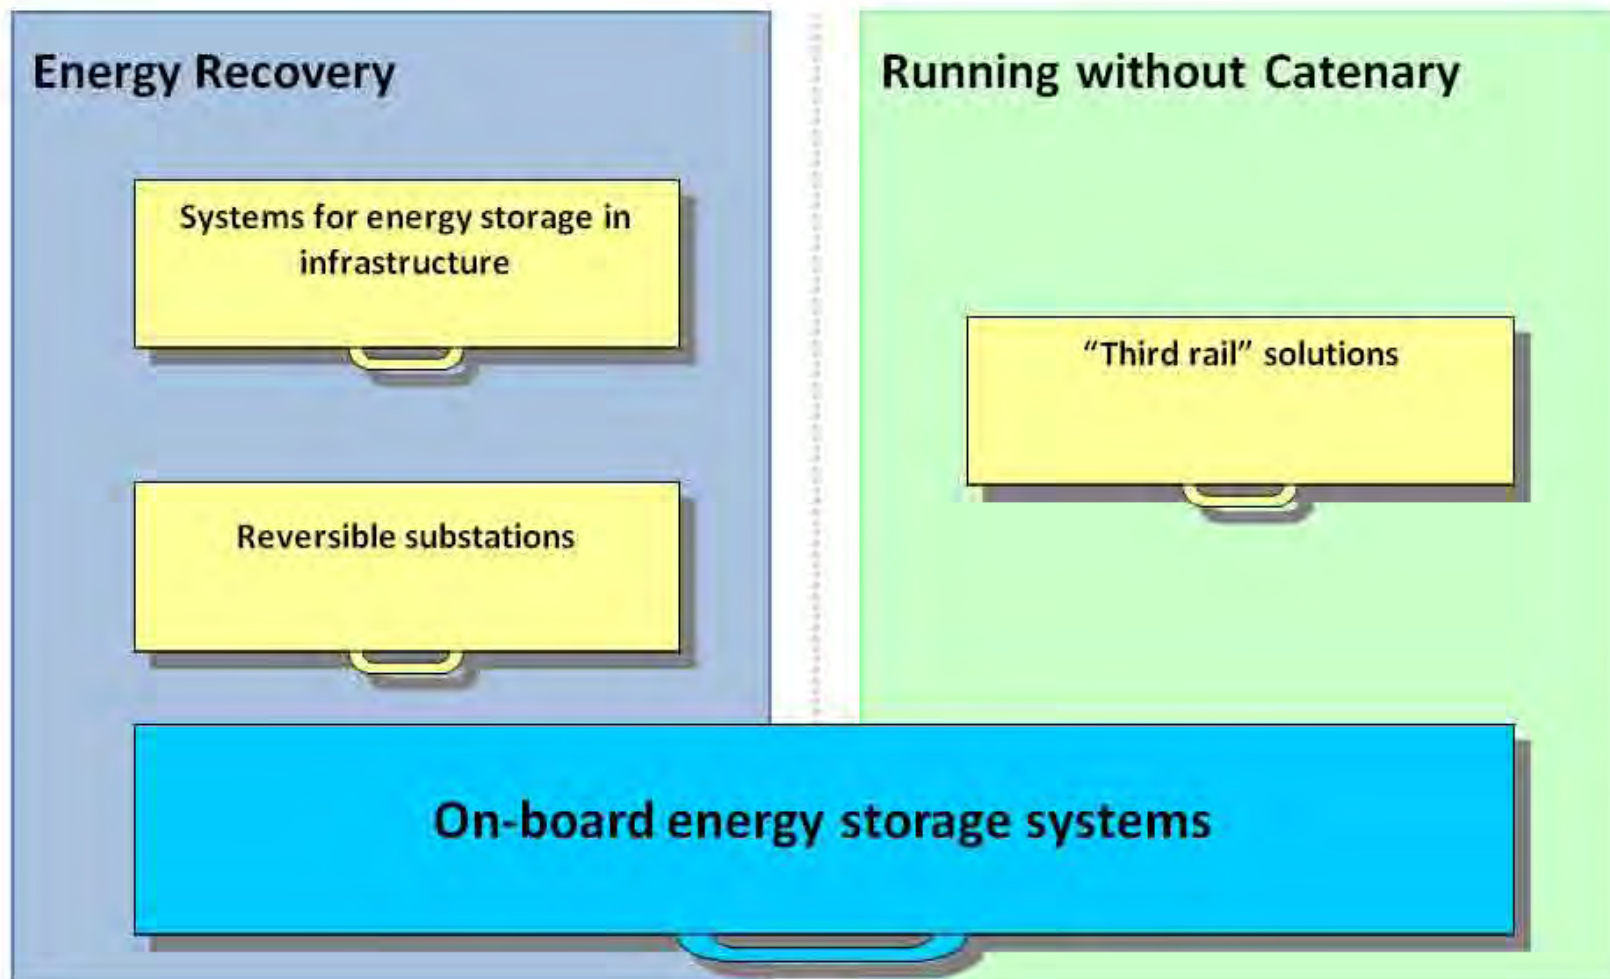 Energy Recovery
Systems for energy storage in
infrastructure
Reversible substations
Running without Catenary
“Third rail” solutions
On-board energy storage systems